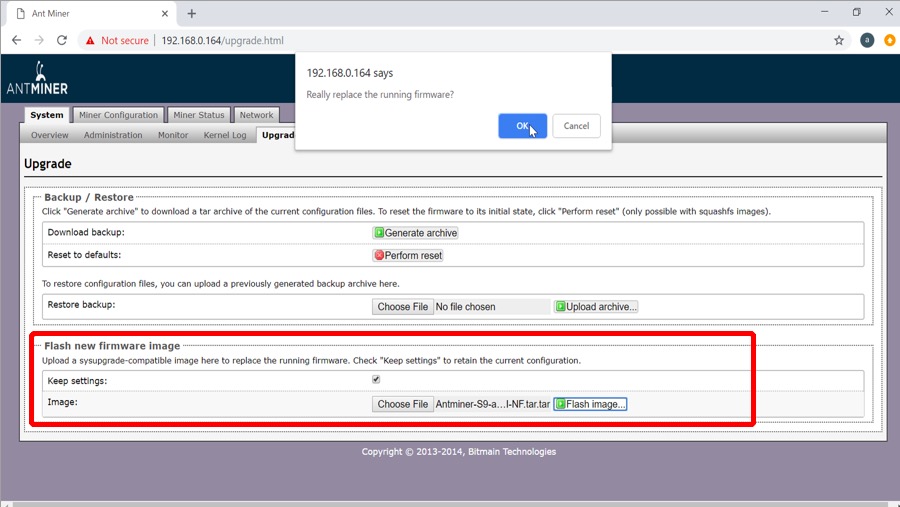 Ant Miner
Not secure
192.168.0.164/upgrade.html
a
192.168.0.164 says
Really replace the running firmware?
OK
Cancel
ANTMINER
System
Miner Configuration
Miner Status
Network
Overview
Administration
Monitor
Kernel Log
Upgrad
Upgrade
Backup / Restore
Click "Generate archive" to download a tar archive of the current configuration files. To reset the firmware to its initial state, click "Perform reset" (only possible with squashfs images).
Download backup:
Generate archive
Reset to defaults:
Perform reset
To restore configuration files, you can upload a previously generated backup archive here.
Restore backup:
Choose File No file chosen
Upload archive...
Flash new firmware image
Upload a sysupgrade-compatible image here to replace the running firmware. Check "Keep settings" to retain the current configuration.
Keep settings:
Image:
Choose File Antminer-S9-a...I-NF.tar.tar
Flash image...
Copyright © 2013-2014, Bitmain Technologies